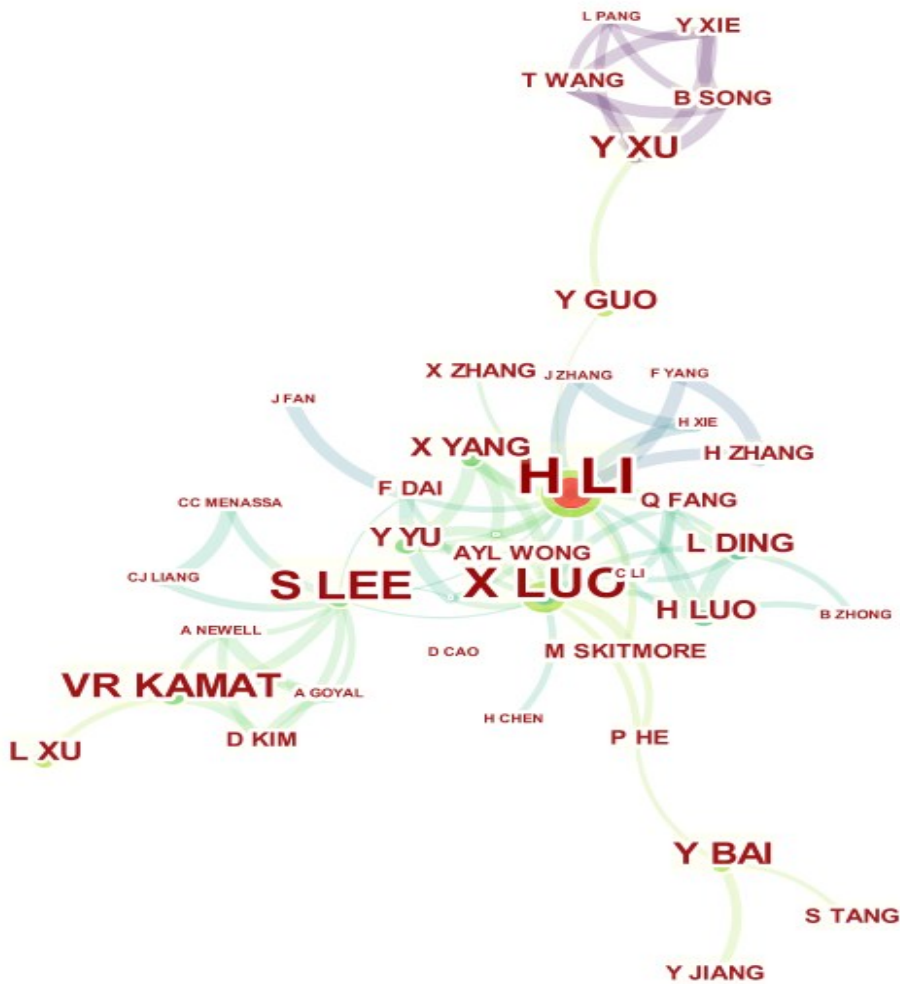 L PANG
Y XIE
T WANG
B SONG
Y XU
Y GUO
X ZHANG
J ZHANG
F YANG
J FAN
H XIE
X YANG
H ZHANG
H LI
F DAI
Q FANG
CC MENASSA
Y YU
AYL WONG
L DING
CJ LIANG
S LEE
X LUO
C LI
H LUO
B ZHONG
A NEWELL
D CAO
M SKITMORE
VR KAMAT
A GOYAL
H CHEN
D KIM
P HE
L XU
Y BAI
S TANG
Y JIANG